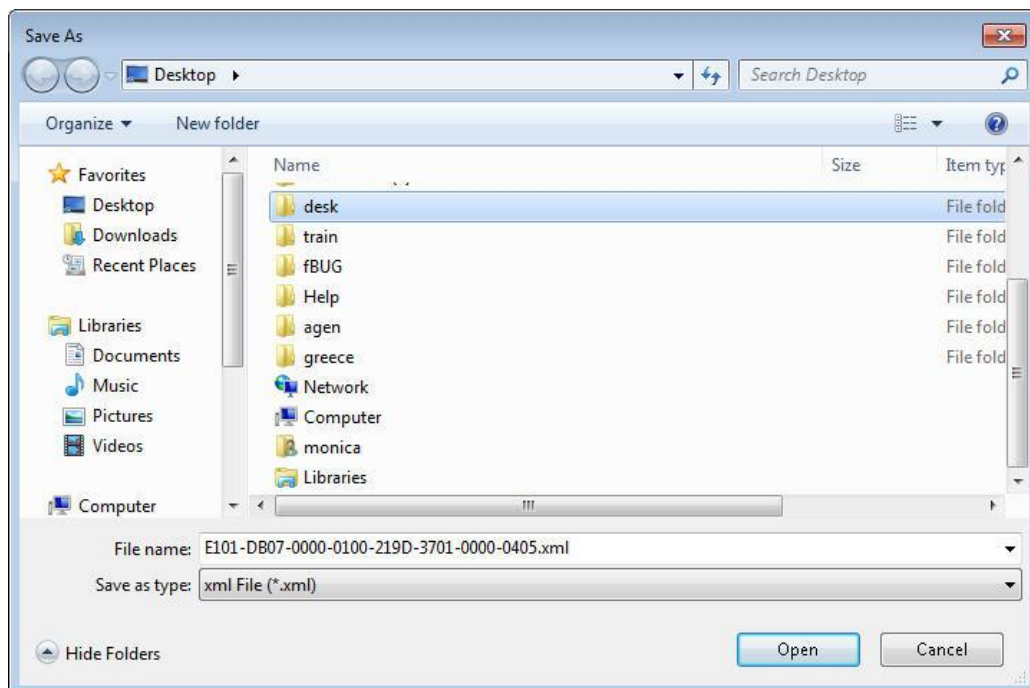 Save As
Desktop
Search Desktop
Organize
New folder
Name
Size
Item typ
Favorites
Desktop
Downloads
Recent Places
Libraries
Documents
Music
Pictures
Videos
Computer
desk File fold
train File fold
fBUG File fold
Help File fold
agen File fold
greece File fold
Network
Computer
monica
Libraries
File name: E101-DB07-0000-0100-219D-3701-0000-0405.xml
Save as type: xml File (*.xml)
Hide Folders
Open
Cancel